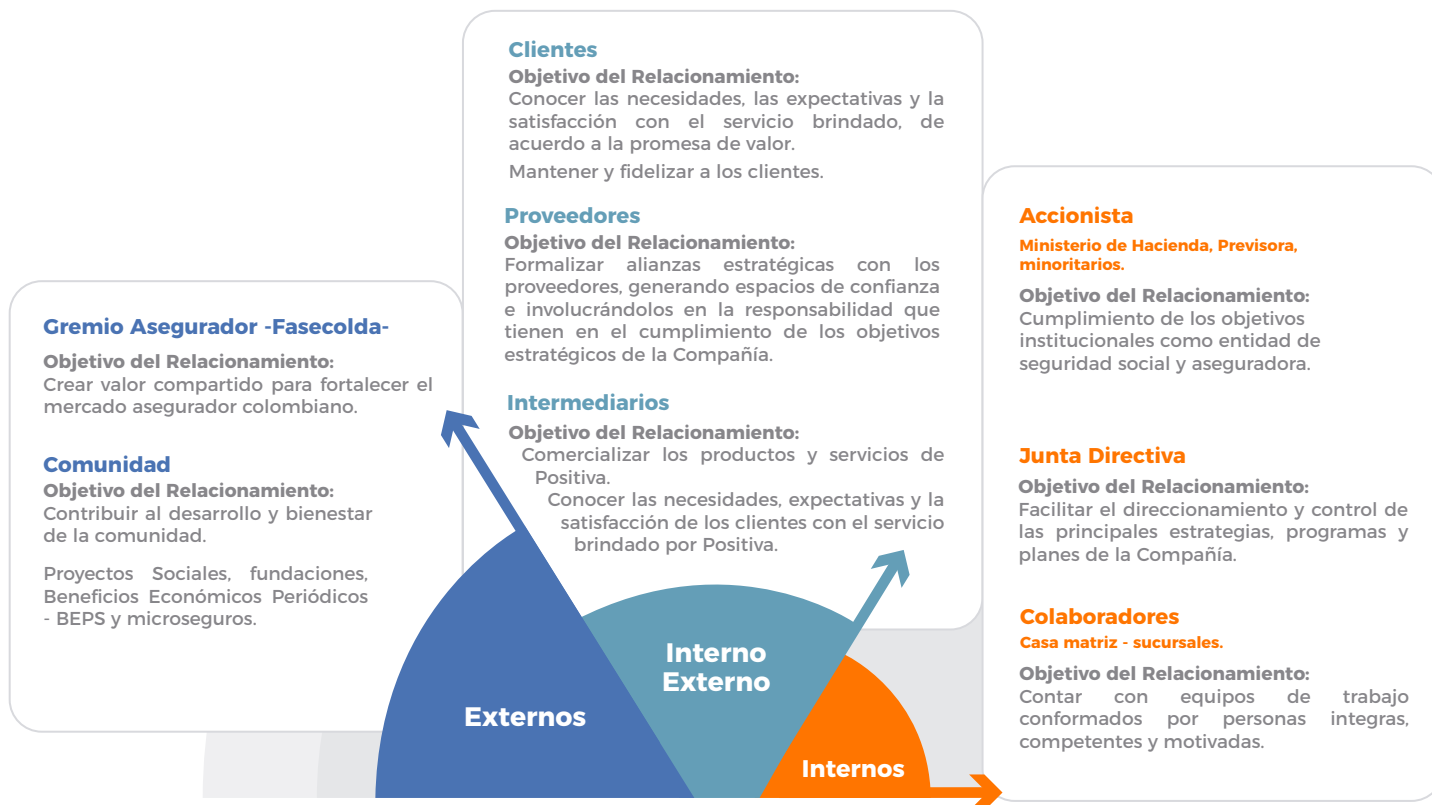 Gremio Asegurador -Fasecolda-
Objetivo del Relacionamiento:
Crear valor compartido para fortalecer el
mercado asegurador colombiano.
Comunidad
Objetivo del Relacionamiento:
Contribuir al desarrollo y bienestar
de la comunidad.
Proyectos Sociales, fundaciones,
Beneficios Económicos Periódicos
- BEPS y microseguros.
Clientes
Objetivo del Relacionamiento:
Conocer las necesidades, las expectativas y la
satisfacción con el servicio brindado, de
acuerdo a la promesa de valor.
Mantener y fidelizar a los clientes.
Proveedores
Objetivo del Relacionamiento:
Formalizar alianzas estratégicas con los
proveedores, generando espacios de confianza
e involucrándolos en la responsabilidad que
tienen en el cumplimiento de los objetivos
estratégicos de la Compañía.
Intermediarios
Objetivo del Relacionamiento:
Comercializar los productos y servicios de
Positiva.
Conocer las necesidades, expectativas y la
satisfacción de los clientes con el servicio
brindado por Positiva.
Accionista
Ministerio de Hacienda, Previsora,
minoritarios.
Objetivo del Relacionamiento:
Cumplimiento de los objetivos
institucionales como entidad de
seguridad social y aseguradora.
Junta Directiva
Objetivo del Relacionamiento:
Facilitar el direccionamiento y control de
las principales estrategias, programas y
planes de la Compañía.
Colaboradores
Casa matriz - sucursales.
Objetivo del Relacionamiento:
Contar con equipos de trabajo
conformados por personas integras,
competentes y motivadas.
Externos
Interno
Externo
Internos